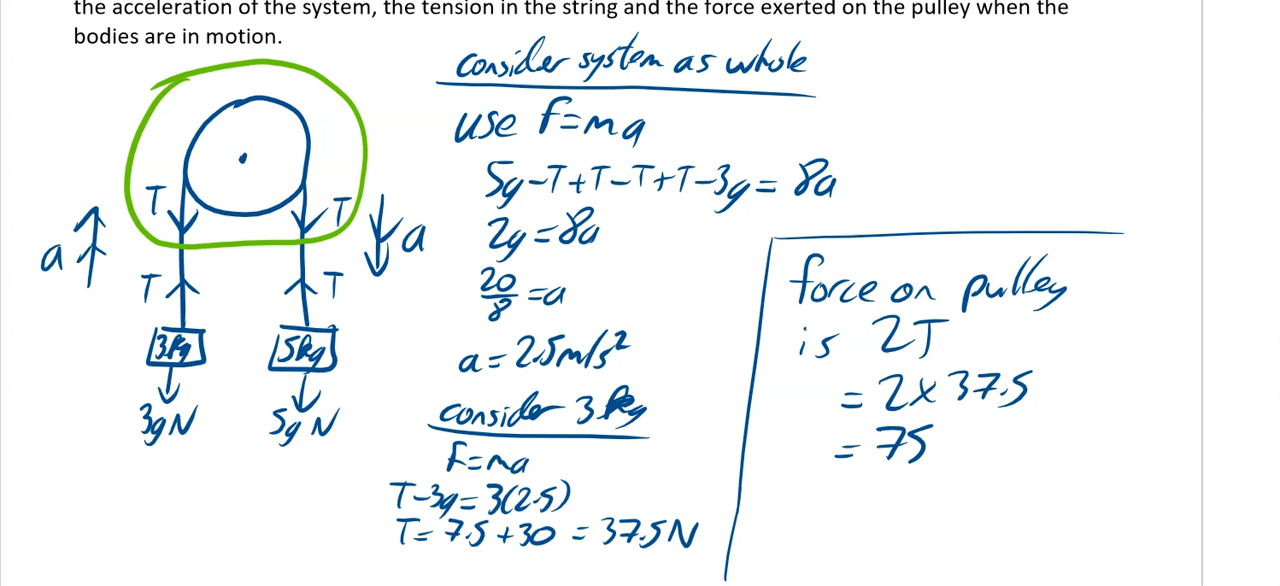 the acceleration of the system, the tension in the string and the force exerted on the pulley when the
bodies are in motion.
consider system as whole
use F=ma
5g-T+T-T+T-3g=8a
2g=8a
20/8=a
a=2.5m/s²
consider 3kg
F=ma
T-3g=3(2.5)
T=7.5+30=37.5N
T
T
a
a
T
T
3kg
5kg
3gN
5gN
force on pulley
is 2T
=2×37.5
=75